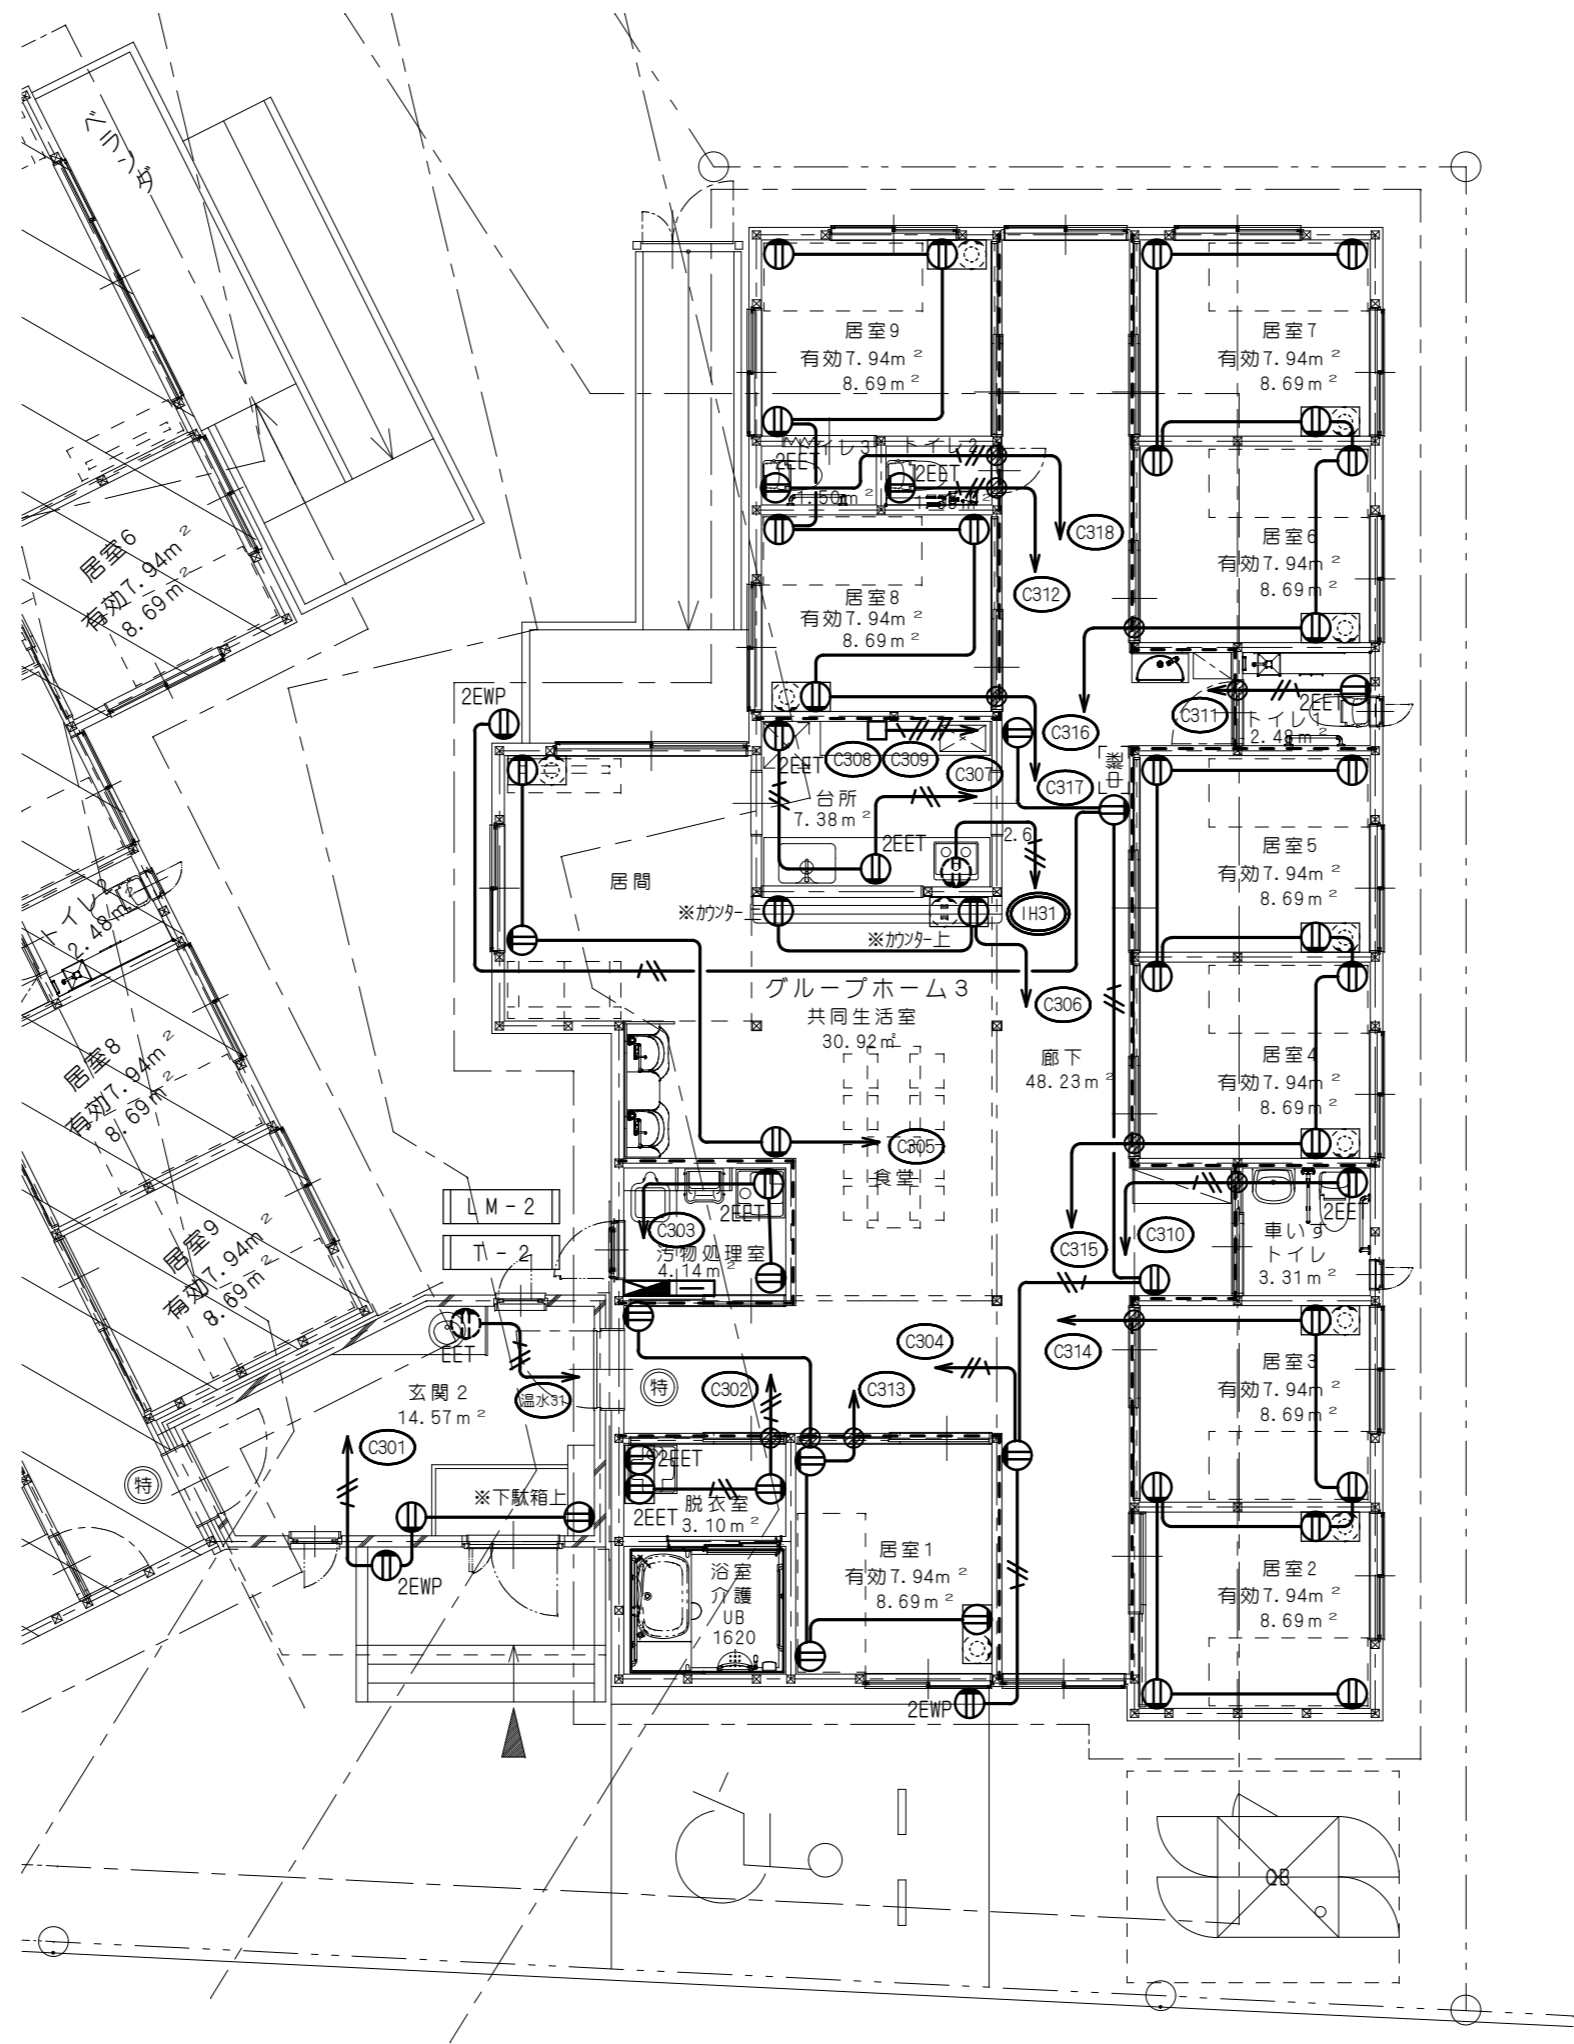 ベランダ
居室9
有効7.94m²
8.69m²
居室7
有効7.94m²
8.69m²
トイレ2
2EET
2EET
1.50m²
C318
C312
居室6
有効7.94m²
8.69m²
居室6
有効7.94m²
8.69m²
居室8
有効7.94m²
8.69m²
2EWP
C316
C311
2EET
トイレ1
2.48m²
2EET
C308
C309
C307
C317
台所
7.38m²
2EET
2.6
居室5
有効7.94m²
8.69m²
居間
※カウンター上
※カウンター上
IH31
トイレ2
2.48m²
グループホーム3
共同生活室
30.92㎡
C306
廊下
48.23m²
居室4
有効7.94m²
8.69m²
居室8
有効7.94m²
8.69m²
C305
食堂
LM-2
T-2
2EET
C303
汚物処理室
4.14m²
C315
C310
2EET
車いす
トイレ
3.31m²
居室9
有効7.94m²
8.69m²
EET
C304
C314
居室3
有効7.94m²
8.69m²
玄関2
14.57m²
温水31
特
C302
C313
C301
特
2EET
※下駄箱上
2EET
脱衣室
3.10m²
2EWP
浴室
介護
UB
1620
居室1
有効7.94m²
8.69m²
居室2
有効7.94m²
8.69m²
2EWP
QB